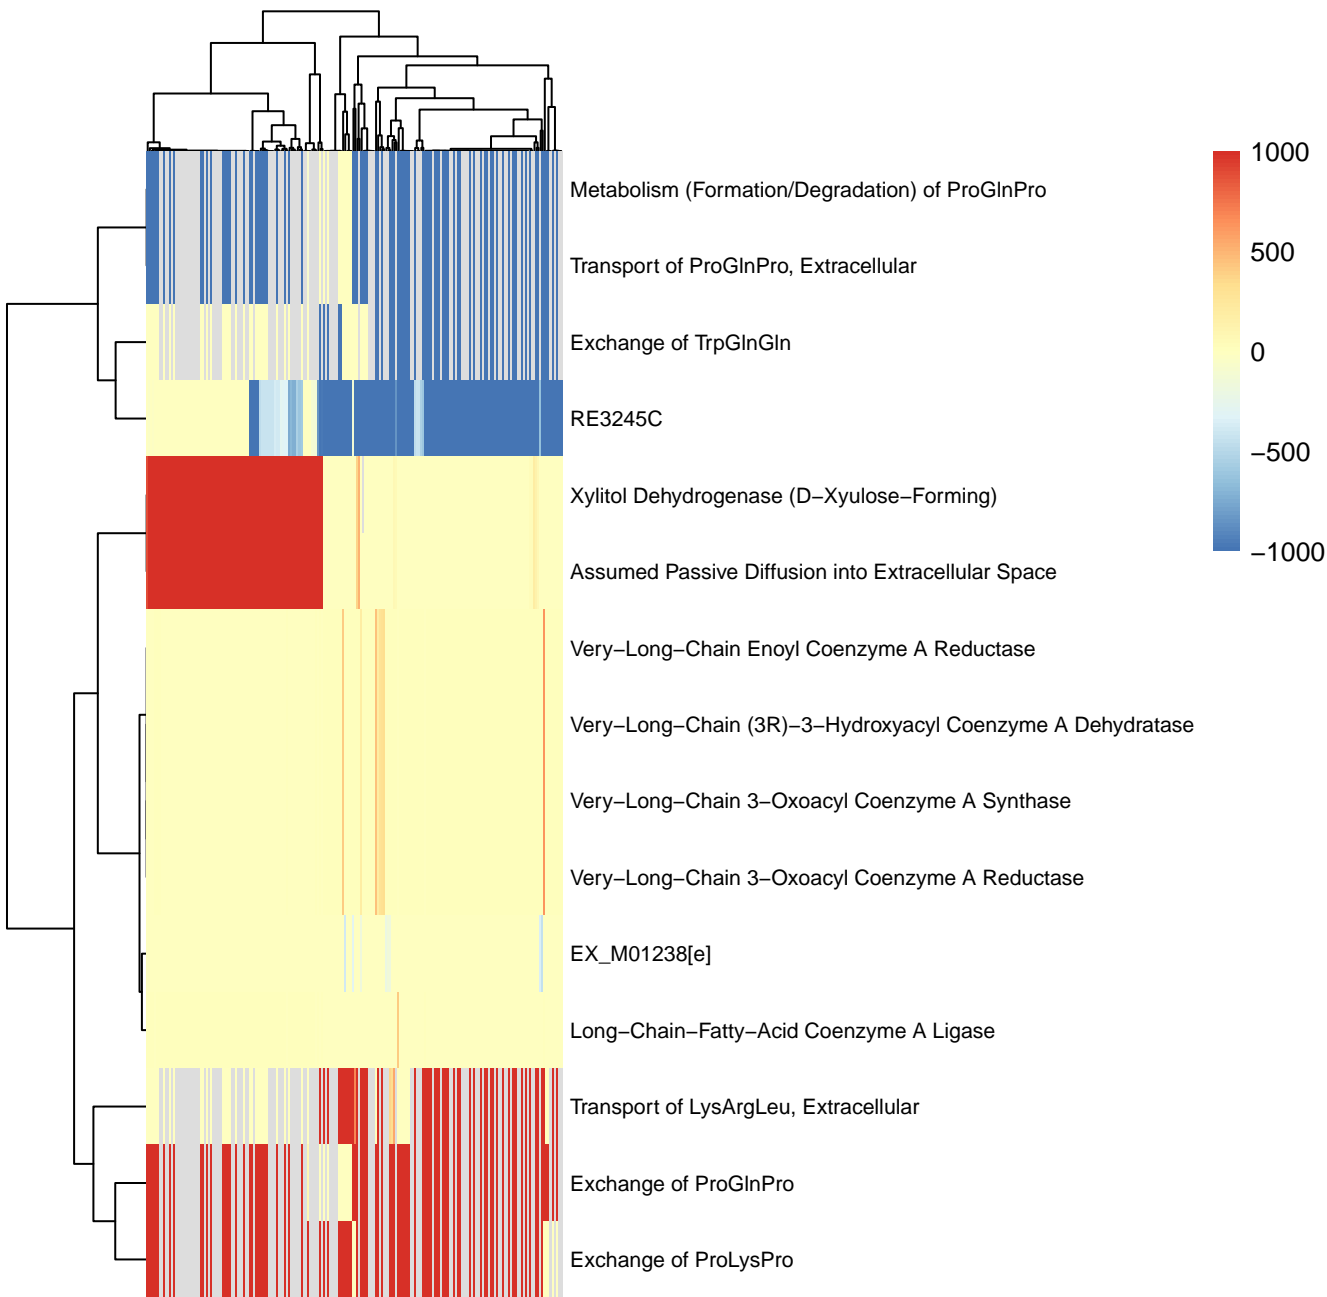 Metabolism (Formation/Degradation) of ProGlnPro
Transport of ProGlnPro, Extracellular
Exchange of TrpGlnGln
RE3245C
Xylitol Dehydrogenase (D−Xyulose−Forming)
Assumed Passive Diffusion into Extracellular Space
Very−Long−Chain Enoyl Coenzyme A Reductase
Very−Long−Chain (3R)−3−Hydroxyacyl Coenzyme A Dehydratase
Very−Long−Chain 3−Oxoacyl Coenzyme A Synthase
Very−Long−Chain 3−Oxoacyl Coenzyme A Reductase
EX_M01238[e]
Long−Chain−Fatty−Acid Coenzyme A Ligase
Transport of LysArgLeu, Extracellular
Exchange of ProGlnPro
Exchange of ProLysPro
1000
500
0
−500
−1000